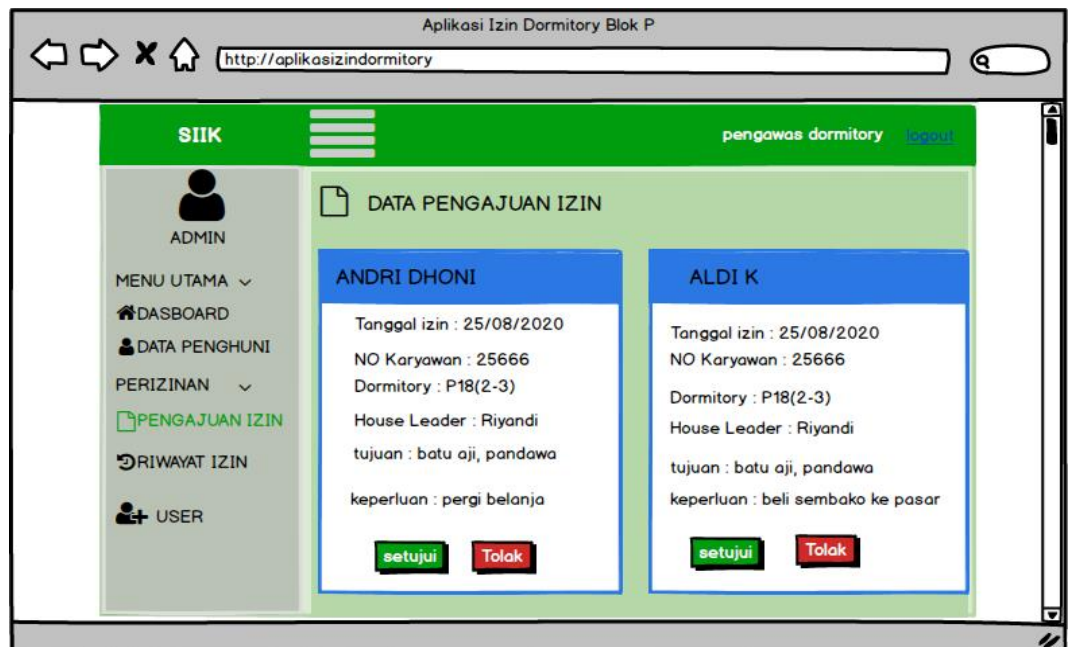 Aplikasi Izin Dormitory Blok P
http://aplikasizindormitory
SIIK
pengawas dormitory logout
ADMIN
MENU UTAMA
DASBOARD
DATA PENGHUNI
PERIZINAN
PENGAJUAN IZIN
RIWAYAT IZIN
USER
DATA PENGAJUAN IZIN
ANDRI DHONI
Tanggal izin : 25/08/2020
NO Karyawan : 25666
Dormitory : P18(2-3)
House Leader : Riyandi
tujuan : batu aji, pandawa
keperluan : pergi belanja
setujui Tolak
ALDI K
Tanggal izin : 25/08/2020
NO Karyawan : 25666
Dormitory : P18(2-3)
House Leader : Riyandi
tujuan : batu aji, pandawa
keperluan : beli sembako ke pasar
setujui Tolak